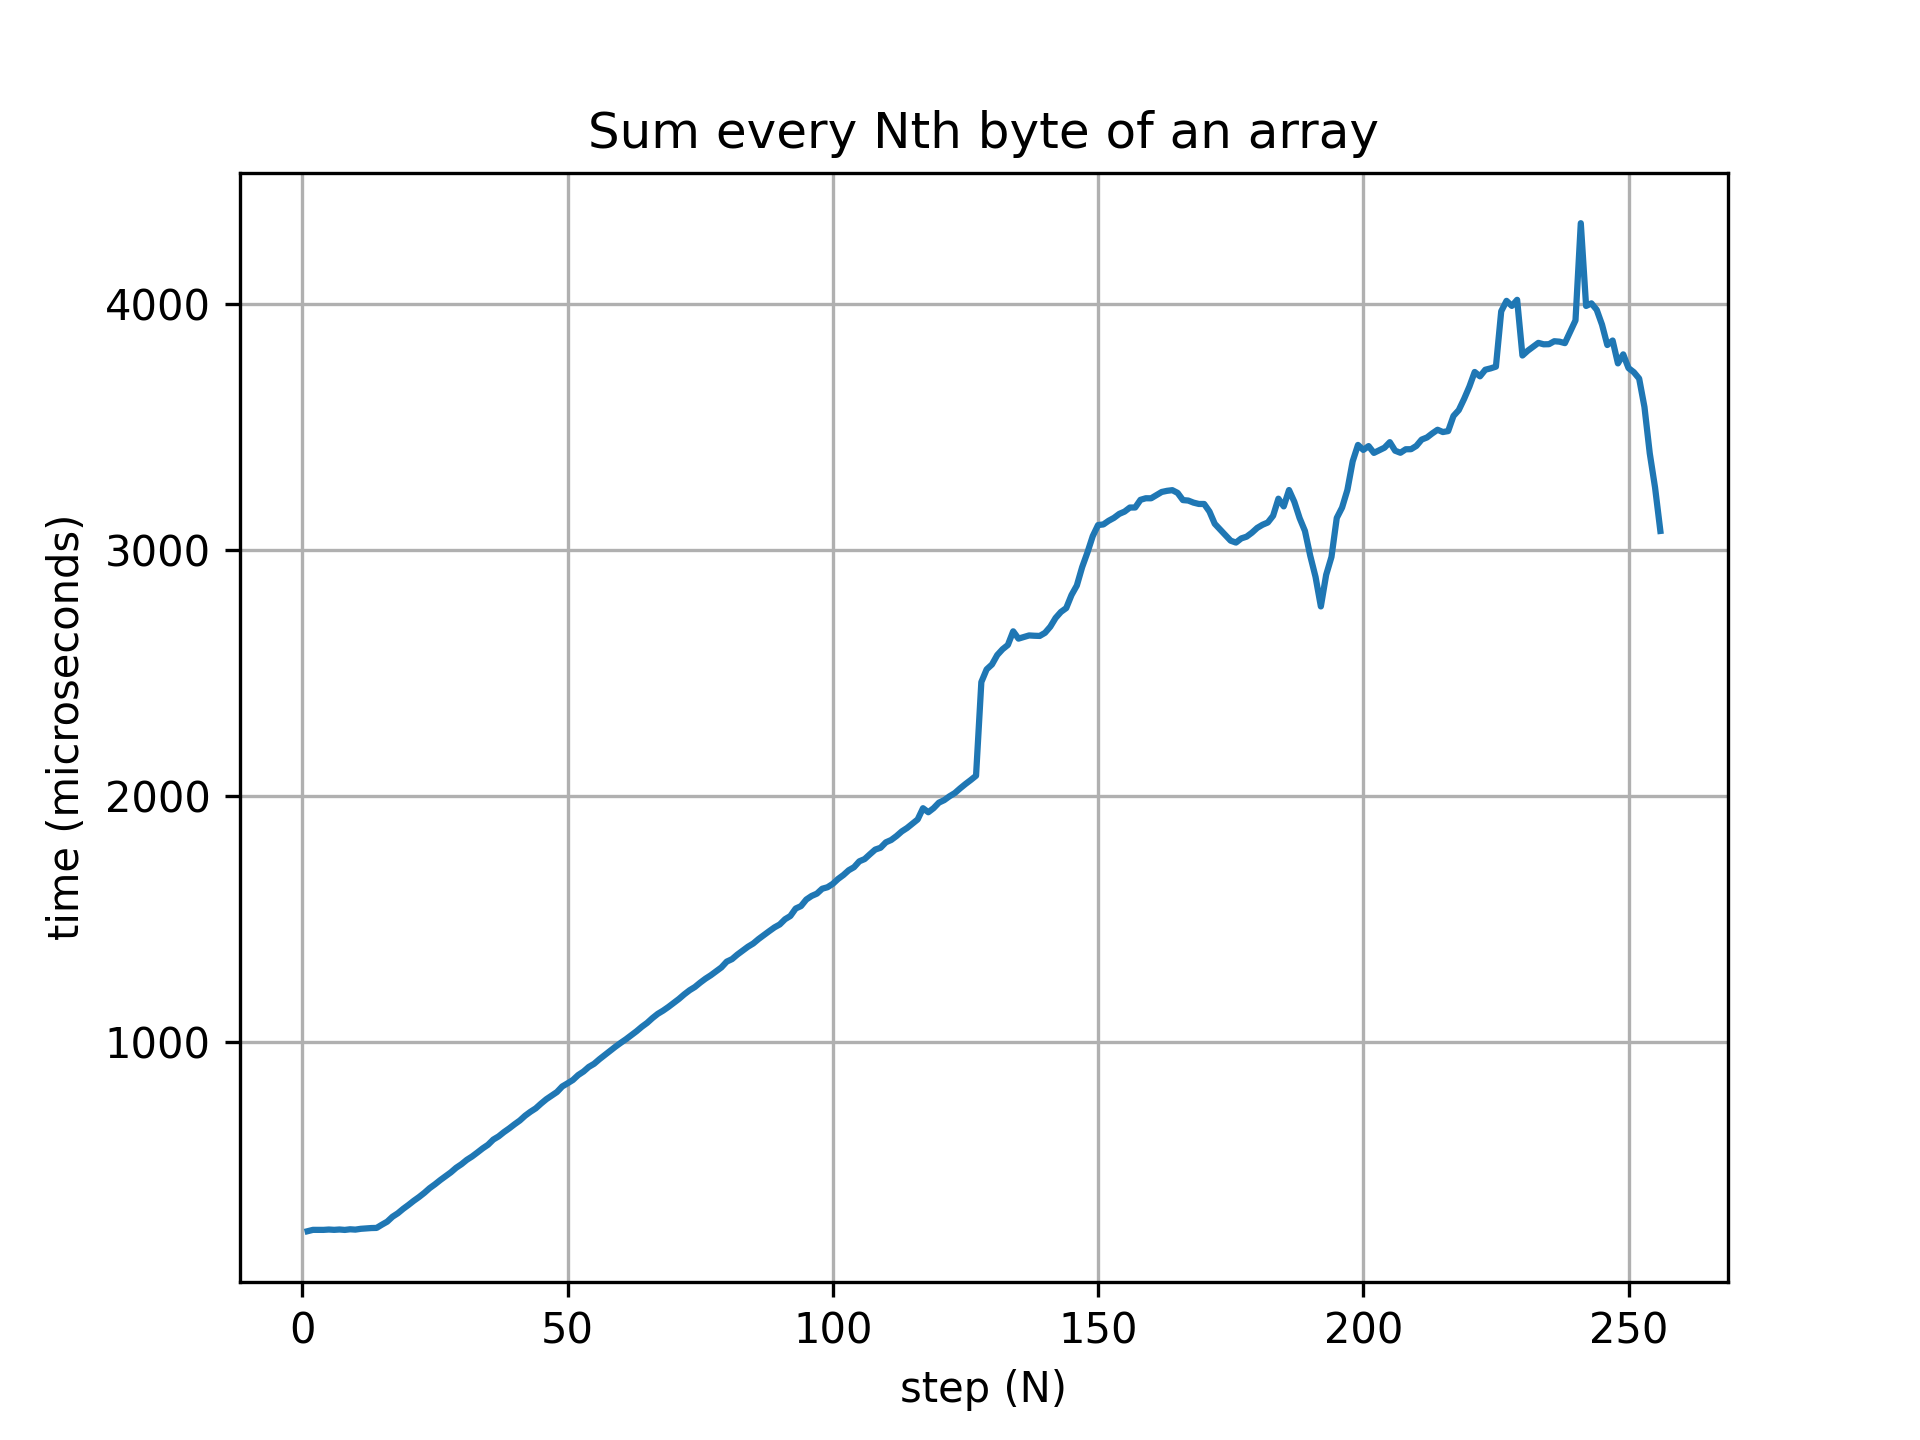 Sum every Nth byte of an array
time (microseconds)
4000
3000
2000
1000
0 50 100 150 200 250
step (N)